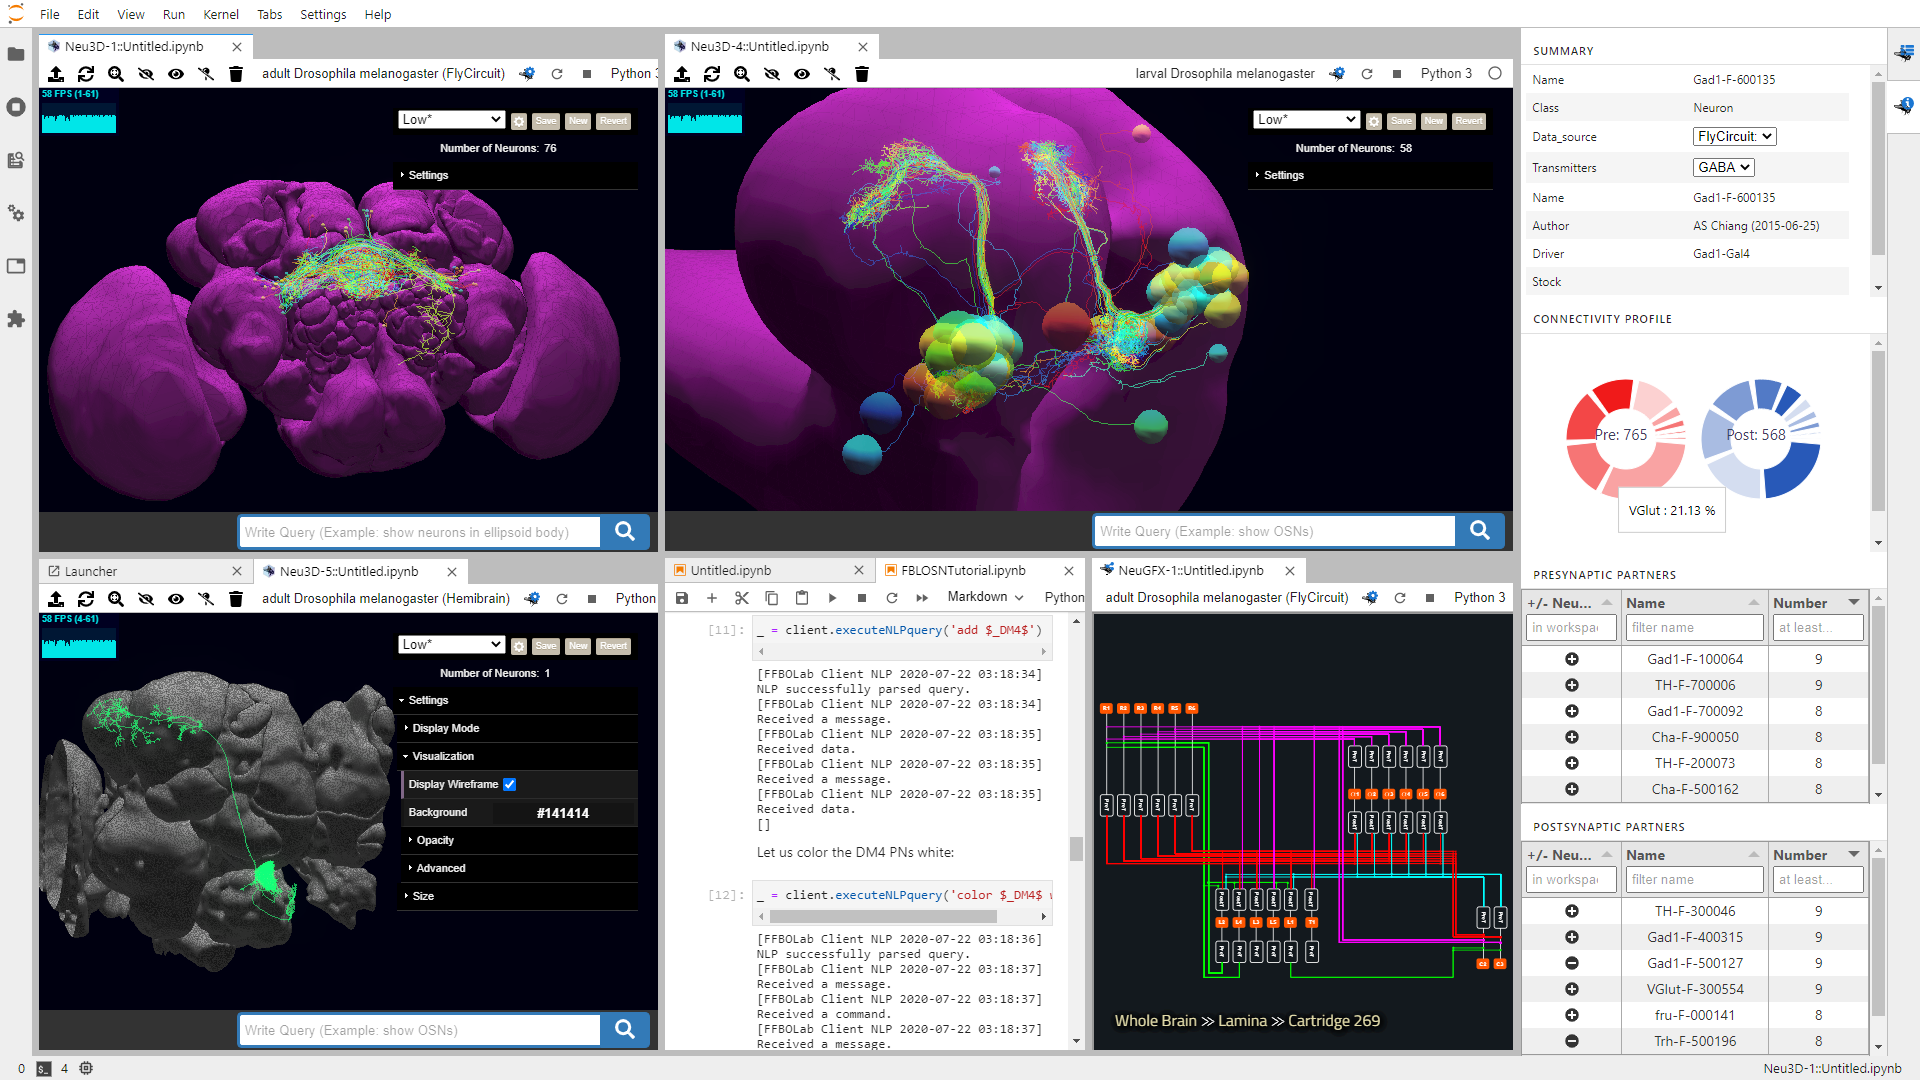 File Edit View Run Kernel Tabs Settings Help
Neu3D-1::Untitled.ipynb
adult Drosophila melanogaster (FlyCircuit) Python 3
58 FPS (1-61)
Low* Save New Revert
Number of Neurons: 76
Settings
Write Query (Example: show neurons in ellipsoid body)
Neu3D-4::Untitled.ipynb
larval Drosophila melanogaster Python 3
58 FPS (1-61)
Low* Save New Revert
Number of Neurons: 58
Settings
Write Query (Example: show OSNs)
Launcher
Neu3D-5::Untitled.ipynb
adult Drosophila melanogaster (Hemibrain) Python
58 FPS (4-61)
Low* Save New Revert
Number of Neurons: 1
Settings
Display Mode
Visualization
Display Wireframe
Background #141414
Opacity
Advanced
Size
Write Query (Example: show OSNs)
Untitled.ipynb
FBLOSNTutorial.ipynb
Markdown Python
[11]: _ = client.executeNLPquery('add $_DM4$')
[FFBOLab Client NLP 2020-07-22 03:18:34]
NLP successfully parsed query.
[FFBOLab Client NLP 2020-07-22 03:18:34]
Received a message.
[FFBOLab Client NLP 2020-07-22 03:18:35]
Received data.
[FFBOLab Client NLP 2020-07-22 03:18:35]
Received a message.
[FFBOLab Client NLP 2020-07-22 03:18:35]
Received data.
[]
Let us color the DM4 PNs white:
[12]: _ = client.executeNLPquery('color $_DM4$ w
[FFBOLab Client NLP 2020-07-22 03:18:36]
NLP successfully parsed query.
[FFBOLab Client NLP 2020-07-22 03:18:37]
Received a message.
[FFBOLab Client NLP 2020-07-22 03:18:37]
Received a command.
[FFBOLab Client NLP 2020-07-22 03:18:37]
Received a message.
NeuGFX-1::Untitled.ipynb
adult Drosophila melanogaster (FlyCircuit) Python 3
R1 R2 R3 R4 R5 R6
Whole Brain >> Lamina >> Cartridge 269
SUMMARY
Name Gad1-F-600135
Class Neuron
Data_source FlyCircuit:
Transmitters GABA
Name Gad1-F-600135
Author AS Chiang (2015-06-25)
Driver Gad1-Gal4
Stock
CONNECTIVITY PROFILE
Pre: 765
Post: 568
VGlut : 21.13 %
PRESYNAPTIC PARTNERS
+/- Neu... Name Number
in workspa filter name at least...
Gad1-F-100064 9
TH-F-700006 9
Gad1-F-700092 8
Cha-F-900050 8
TH-F-200073 8
Cha-F-500162 8
POSTSYNAPTIC PARTNERS
+/- Neu... Name Number
in workspa filter name at least...
TH-F-300046 9
Gad1-F-400315 9
Gad1-F-500127 9
VGlut-F-300554 9
fru-F-000141 8
Trh-F-500196 8
0 4
Neu3D-1::Untitled.ipynb